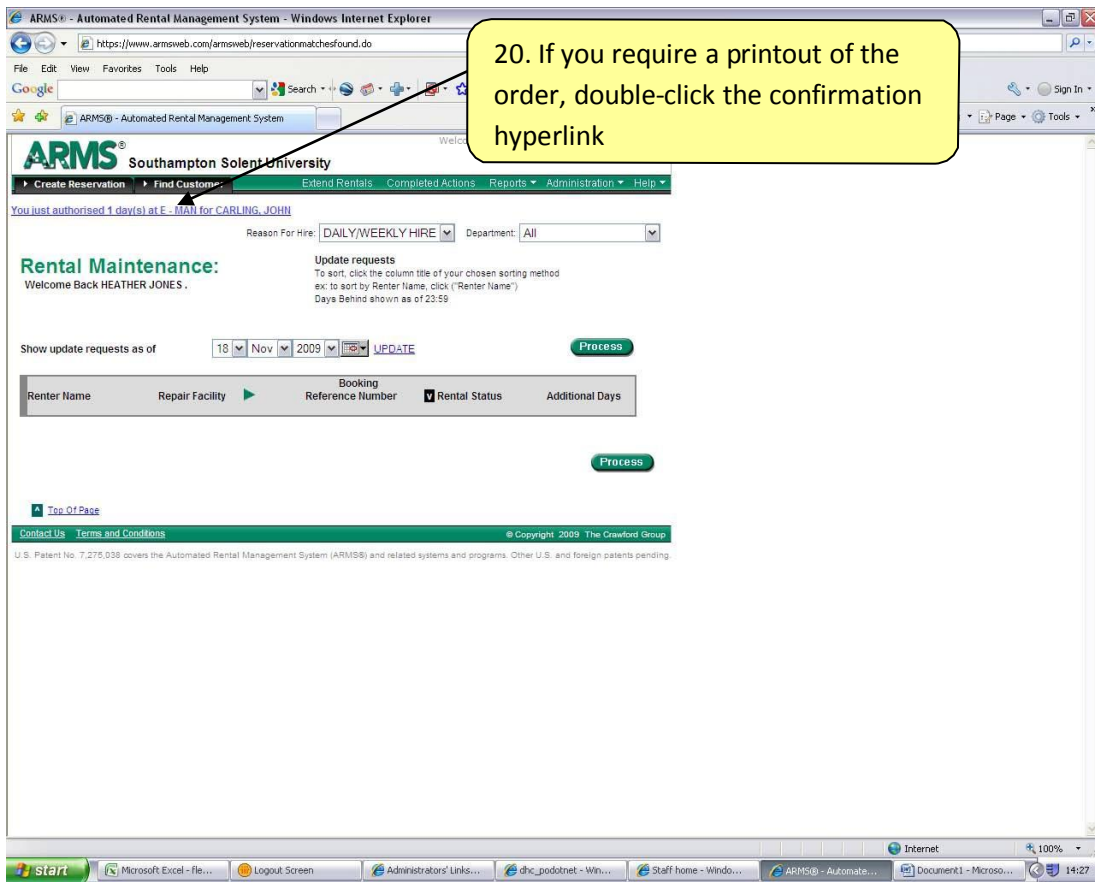 ARMS® - Automated Rental Management System - Windows Internet Explorer
https://www.armsweb.com/armsweb/reservationmatchesfound.do
20. If you require a printout of the
order, double-click the confirmation
hyperlink
File Edit View Favorites Tools Help
Google Search Sign In
ARMS® - Automated Rental Management System Page Tools
ARMS® Southampton Solent University
Create Reservation Find Customer Extend Rentals Completed Actions Reports Administration Help
You just authorised 1 day(s) at E - MAN for CARLING, JOHN
Reason For Hire: DAILY/WEEKLY HIRE Department: All
Rental Maintenance:
Welcome Back HEATHER JONES .
Update requests
To sort, click the column title of your chosen sorting method
ex: to sort by Renter Name, click ("Renter Name")
Days Behind shown as of 23:59
Show update requests as of 18 Nov 2009 UPDATE Process
Renter Name Repair Facility Booking Reference Number v Rental Status Additional Days
Process
Top Of Page
Contact Us Terms and Conditions © Copyright 2009 The Crawford Group
U.S. Patent No. 7,275,038 covers the Automated Rental Management System (ARMS®) and related systems and programs. Other U.S. and foreign patents pending.
Internet 100%
start Microsoft Excel - fle... Logout Screen Administrators' Links... dhc_podotnet - Win... Staff home - Windo... ARMS® - Automate... Document1 - Microso... 14:27